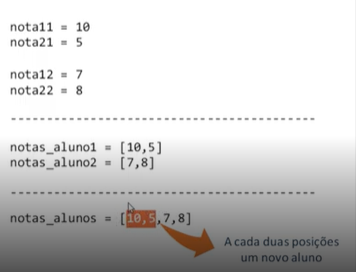 nota11 = 10
nota21 = 5
nota12 = 7
nota22 = 8
----------------------------------------
notas_aluno1 = [10,5]
notas_aluno2 = [7,8]
----------------------------------------
notas_alunos = [10,5,7,8]
A cada duas posições
um novo aluno